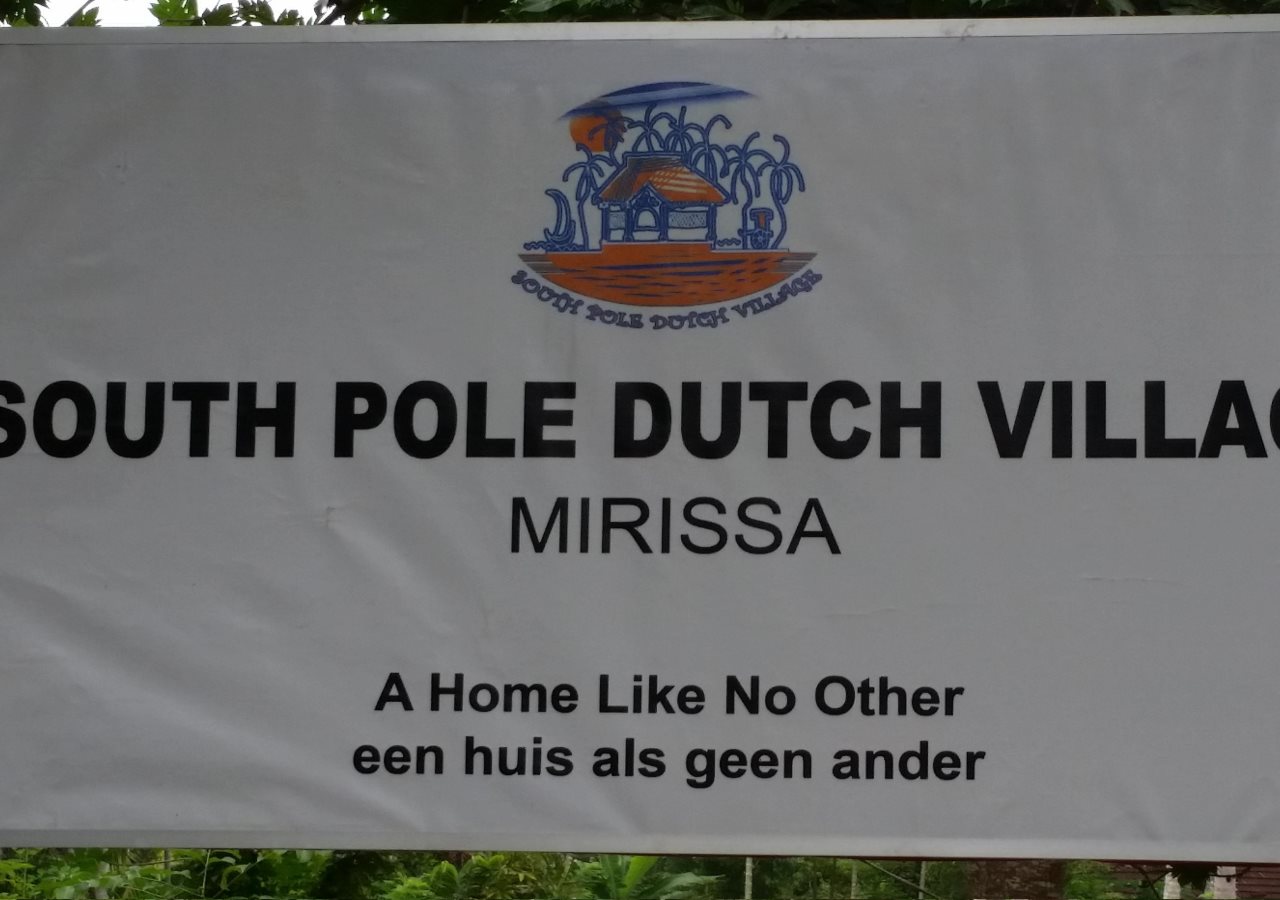 SOUTH POLE DUTCH VILLAGE
SOUTH POLE DUTCH VILLAG
MIRISSA
A Home Like No Other
een huis als geen ander